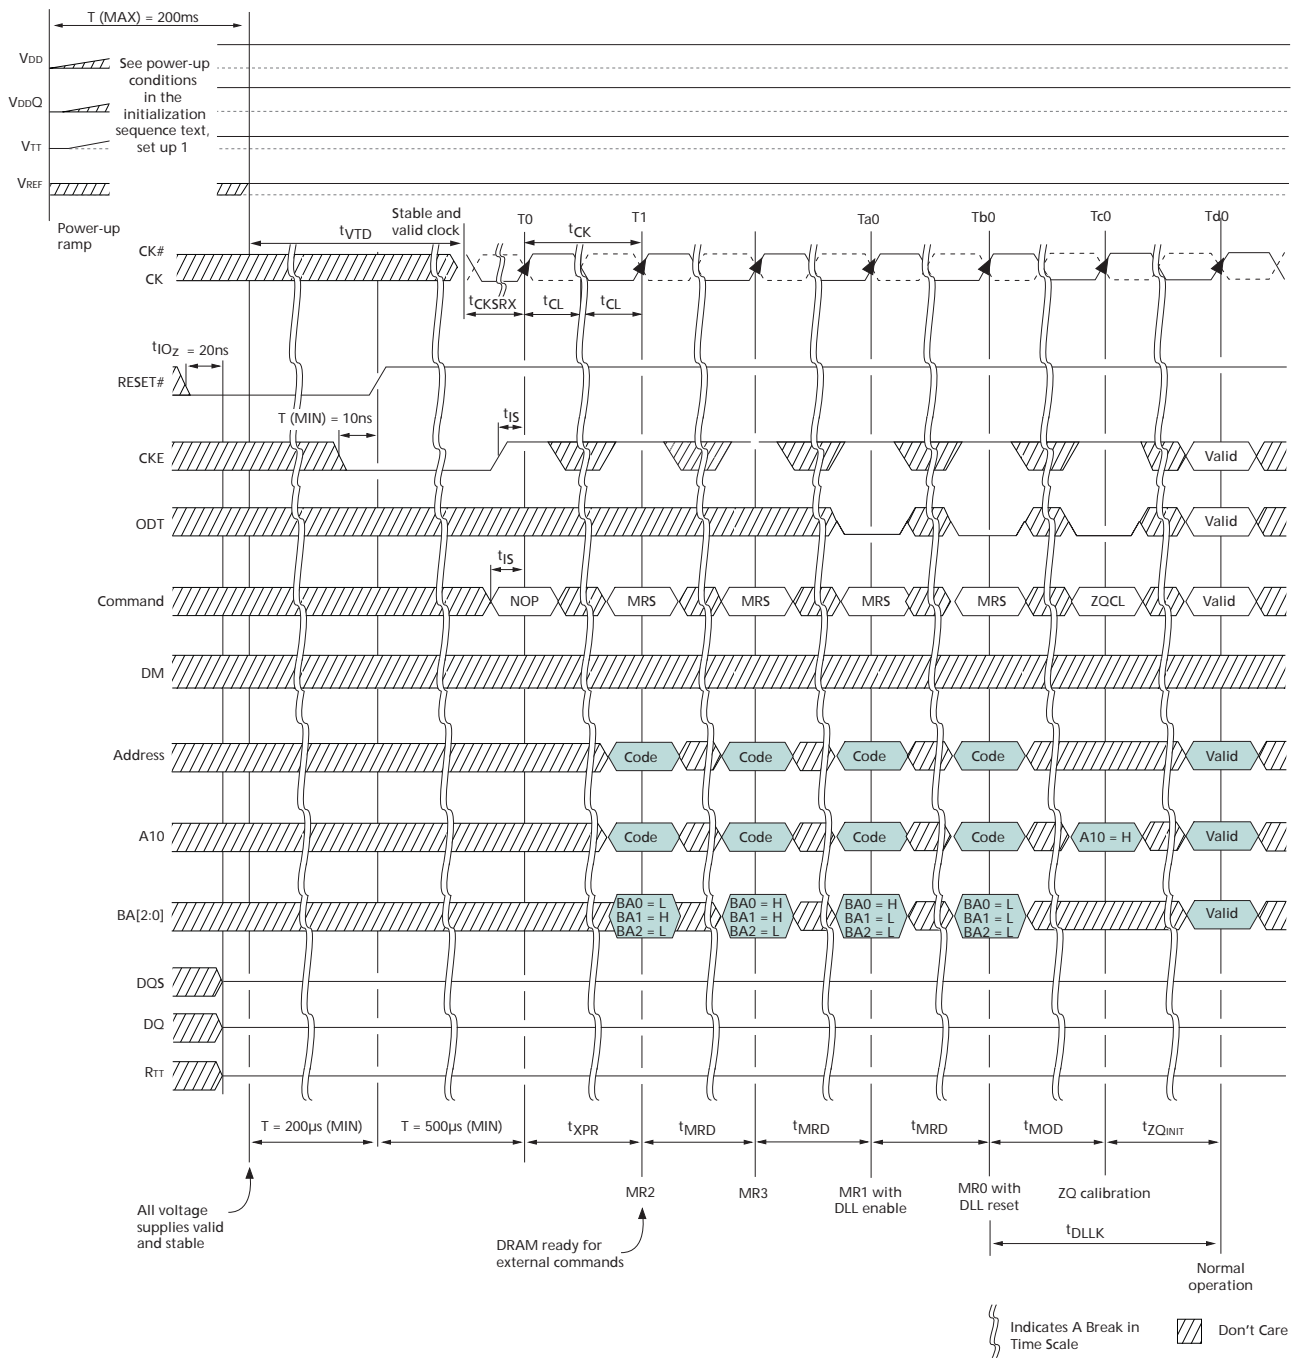 T (MAX) = 200ms
VDD
See power-up
conditions
in the
initialization
sequence text,
set up 1
VDDQ
VTT
VREF
Power-up
ramp
Stable and
valid clock
T0
T1
Ta0
Tb0
Tc0
Td0
tVTD
tCK
CK#
CK
tCKSRX
tCL
tCL
tIOZ = 20ns
RESET#
T (MIN) = 10ns
tIS
CKE
Valid
ODT
Valid
tIS
Command
NOP
MRS
MRS
MRS
MRS
ZQCL
Valid
DM
Address
Code
Code
Code
Code
Valid
A10
Code
Code
Code
Code
A10 = H
Valid
BA[2:0]
BA0 = L
BA1 = H
BA2 = L
BA0 = H
BA1 = H
BA2 = L
BA0 = H
BA1 = L
BA2 = L
BA0 = L
BA1 = L
BA2 = L
Valid
DQS
DQ
RTT
T = 200µs (MIN)
T = 500µs (MIN)
tXPR
tMRD
tMRD
tMRD
tMOD
tZQINIT
MR2
MR3
MR1 with
DLL enable
MR0 with
DLL reset
ZQ calibration
All voltage
supplies valid
and stable
DRAM ready for
external commands
tDLLK
Normal
operation
Indicates A Break in
Time Scale
Don't Care